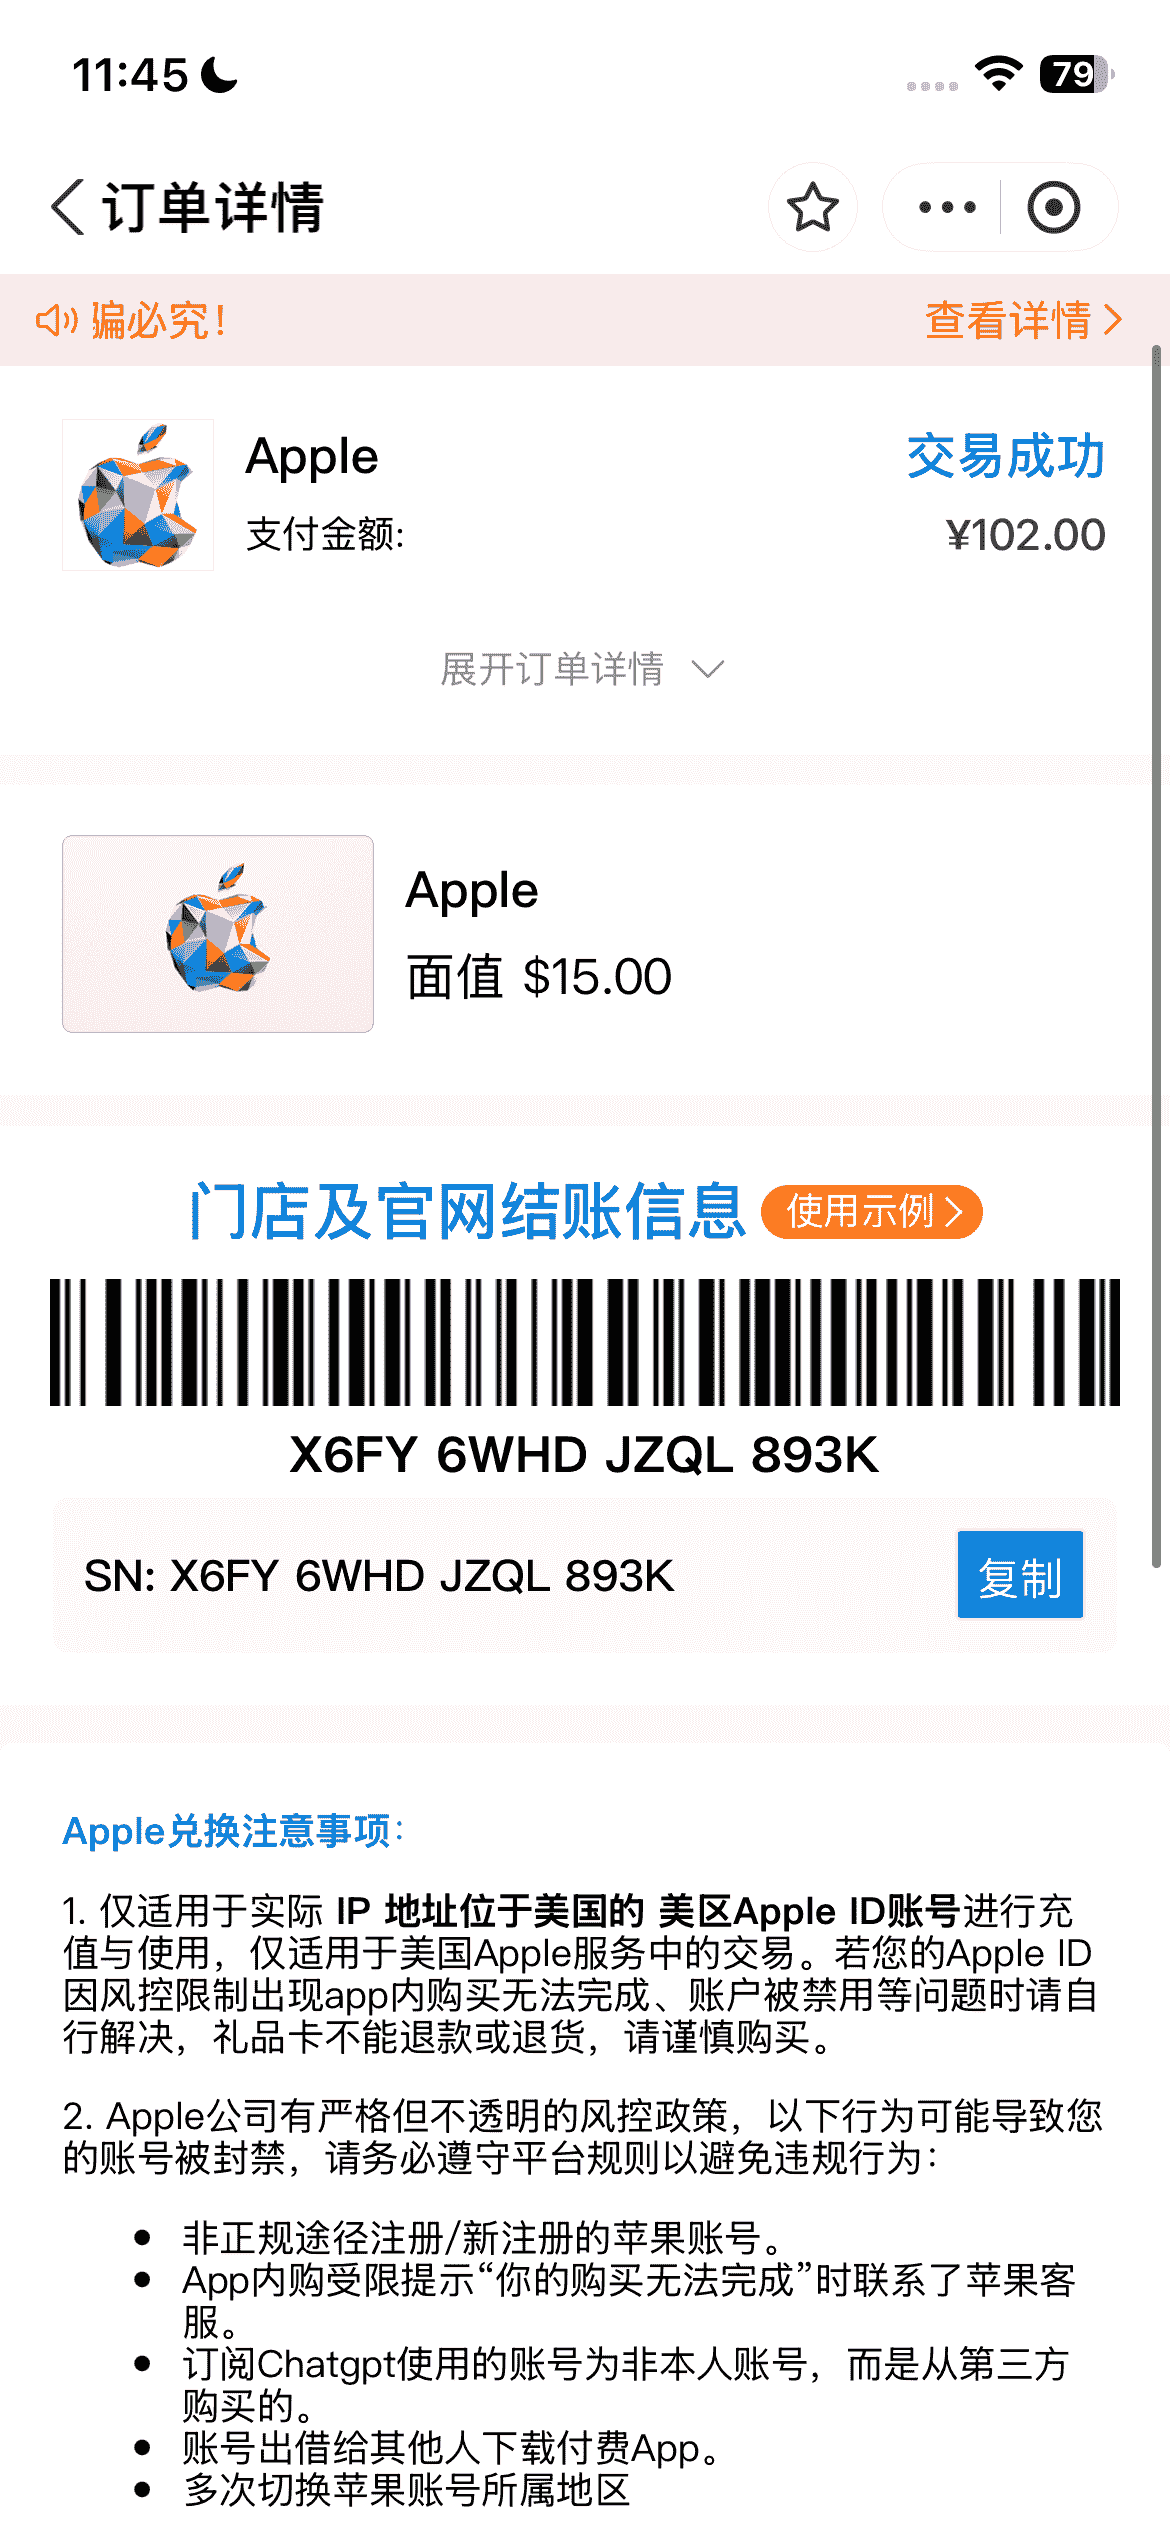 11:45
79
订单详情
骗必究！
查看详情
Apple
交易成功
支付金额:
¥102.00
展开订单详情
Apple
面值 $15.00
门店及官网结账信息
使用示例
X6FY 6WHD JZQL 893K
SN: X6FY 6WHD JZQL 893K
复制
Apple兑换注意事项：
1. 仅适用于实际 IP 地址位于美国的 美区Apple ID账号进行充
值与使用，仅适用于美国Apple服务中的交易。若您的Apple ID
因风控限制出现app内购买无法完成、账户被禁用等问题时请自
行解决，礼品卡不能退款或退货，请谨慎购买。
2. Apple公司有严格但不透明的风控政策，以下行为可能导致您
的账号被封禁，请务必遵守平台规则以避免违规行为：
• 非正规途径注册/新注册的苹果账号。
• App内购受限提示“你的购买无法完成”时联系了苹果客
服。
• 订阅Chatgpt使用的账号为非本人账号，而是从第三方
购买的。
• 账号出借给其他人下载付费App。
• 多次切换苹果账号所属地区